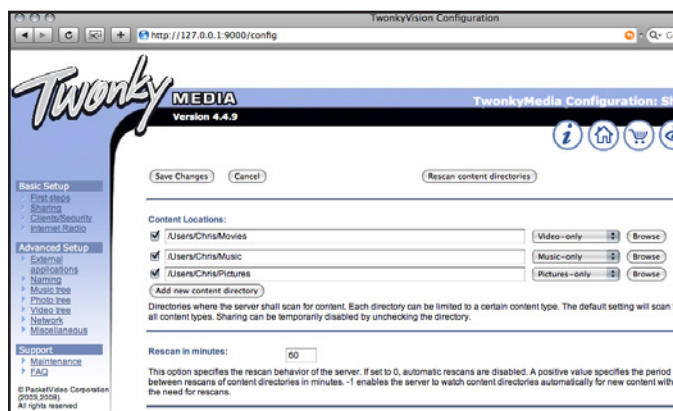 TwonkyVision Configuration
http://127.0.0.1:9000/config
Twonky
MEDIA
Version 4.4.9
TwonkyMedia Configuration:
Save Changes
Cancel
Rescan content directories
Basic Setup
First steps
Sharing
Clients/Security
Internet Radio
Advanced Setup
External
applications
Naming
Music tree
Photo tree
Video tree
Network
Miscellaneous
Support
Maintenance
FAQ
© PacketVideo Corporation
(2003,2008).
All rights reserved
Content Locations:
/Users/Chris/Movies
Video-only
Browse
/Users/Chris/Music
Music-only
Browse
/Users/Chris/Pictures
Pictures-only
Browse
Add new content directory
Directories where the server shall scan for content. Each directory can be limited to a certain content type. The default setting will scan
all content types. Sharing can be temporarily disabled by unchecking the directory.
Rescan in minutes:
60
This option specifies the rescan behavior of the server. If set to 0, automatic rescans are disabled. A positive value specifies the period
between rescans of content directories in minutes. -1 enables the server to watch content directories automatically for new content
the need for rescans.